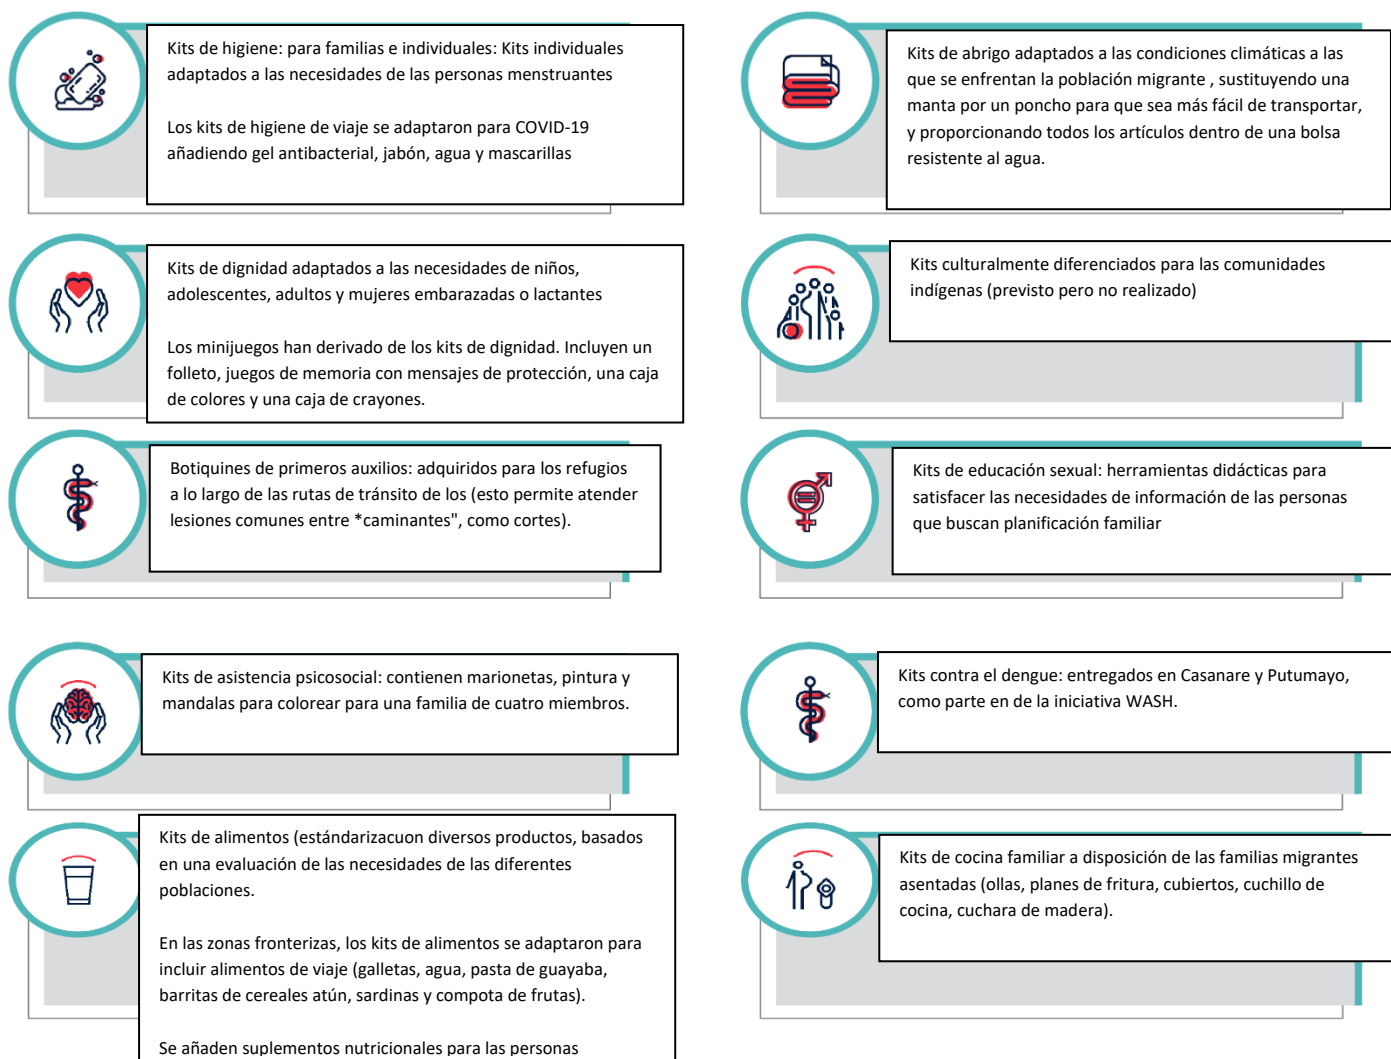 Kits de higiene: para familias e individuales: Kits individuales
adaptados a las necesidades de las personas menstruantes
Los kits de higiene de viaje se adaptaron para COVID-19
añadiendo gel antibacterial, jabón, agua y mascarillas
Kits de abrigo adaptados a las condiciones climáticas a las
que se enfrentan la población migrante , sustituyendo una
manta por un poncho para que sea más fácil de transportar,
y proporcionando todos los artículos dentro de una bolsa
resistente al agua.
Kits de dignidad adaptados a las necesidades de niños,
adolescentes, adultos y mujeres embarazadas o lactantes
Los minijuegos han derivado de los kits de dignidad. Incluyen un
folleto, juegos de memoria con mensajes de protección, una caja
de colores y una caja de crayones.
Kits culturalmente diferenciados para las comunidades
indígenas (previsto pero no realizado)
Botiquines de primeros auxilios: adquiridos para los refugios
a lo largo de las rutas de tránsito de los (esto permite atender
lesiones comunes entre *caminantes", como cortes).
Kits de educación sexual: herramientas didácticas para
satisfacer las necesidades de información de las personas
que buscan planificación familiar
Kits de asistencia psicosocial: contienen marionetas, pintura y
mandalas para colorear para una familia de cuatro miembros.
Kits contra el dengue: entregados en Casanare y Putumayo,
como parte en de la iniciativa WASH.
Kits de alimentos (estándarizacuon diversos productos, basados
en una evaluación de las necesidades de las diferentes
poblaciones.
En las zonas fronterizas, los kits de alimentos se adaptaron para
incluir alimentos de viaje (galletas, agua, pasta de guayaba,
barritas de cereales atún, sardinas y compota de frutas).
Se añaden suplementos nutricionales para las personas
Kits de cocina familiar a disposición de las familias migrantes
asentadas (ollas, planes de fritura, cubiertos, cuchillo de
cocina, cuchara de madera).